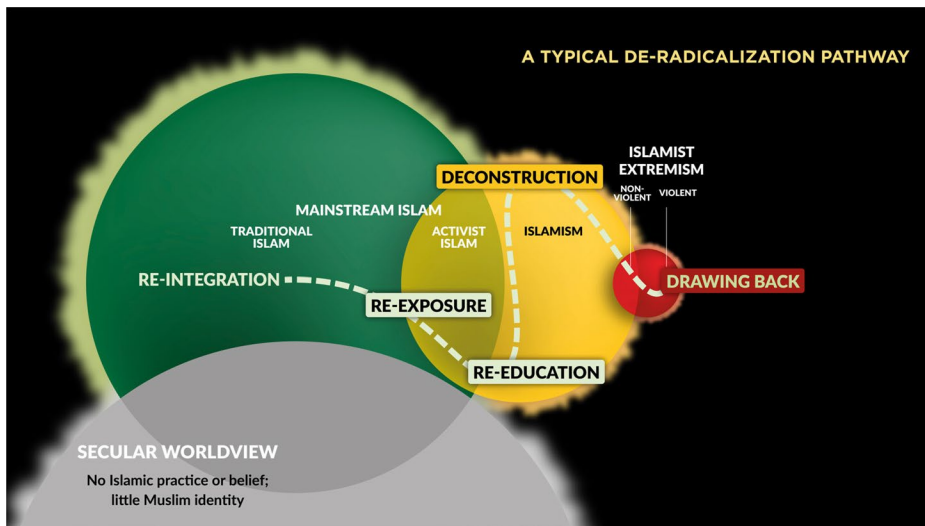 A TYPICAL DE-RADICALIZATION PATHWAY
ISLAMIST
EXTREMISM
NON-
VIOLENT
VIOLENT
DECONSTRUCTION
MAINSTREAM ISLAM
TRADITIONAL
ISLAM
ACTIVIST
ISLAM
ISLAMISM
RE-INTEGRATION
DRAWING BACK
RE-EXPOSURE
RE-EDUCATION
SECULAR WORLDVIEW
No Islamic practice or belief;
little Muslim identity